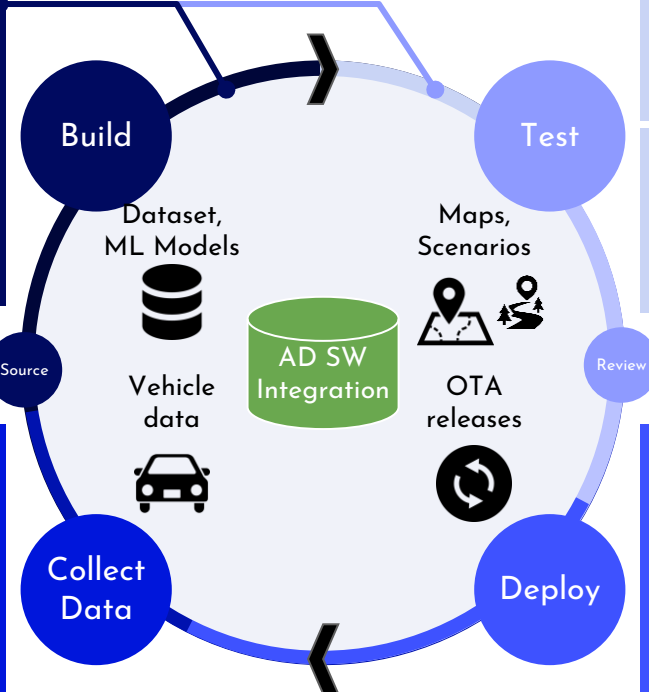 Build
Test
Dataset,
ML Models
Maps,
Scenarios
AD SW
Integration
Source
Review
Vehicle
data
OTA
releases
Collect
Data
Deploy